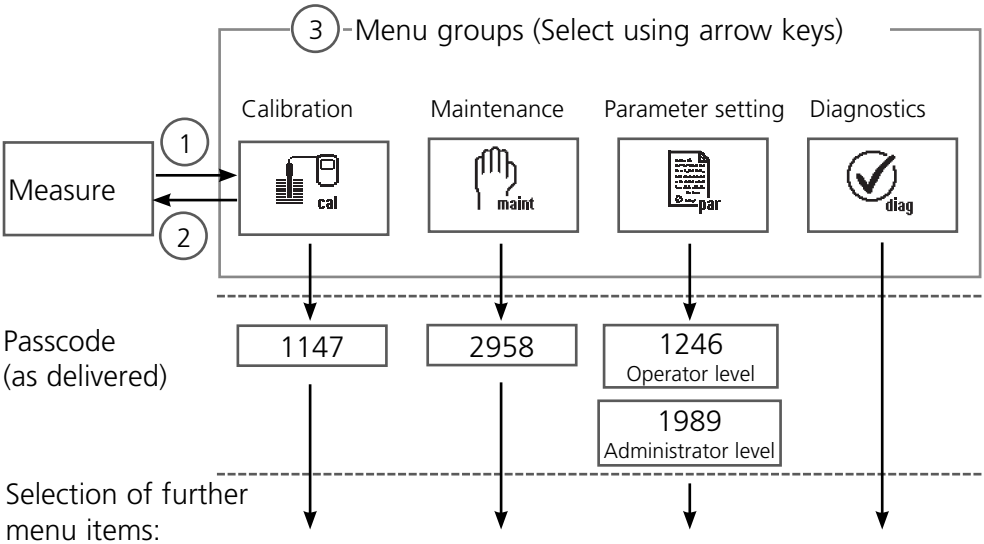 3 Menu groups (Select using arrow keys)
Calibration Maintenance Parameter setting Diagnostics
1
Measure
cal maint par diag
2
Passcode
(as delivered)
1147 2958 1246
Operator level
1989
Administrator level
Selection of further
menu items: